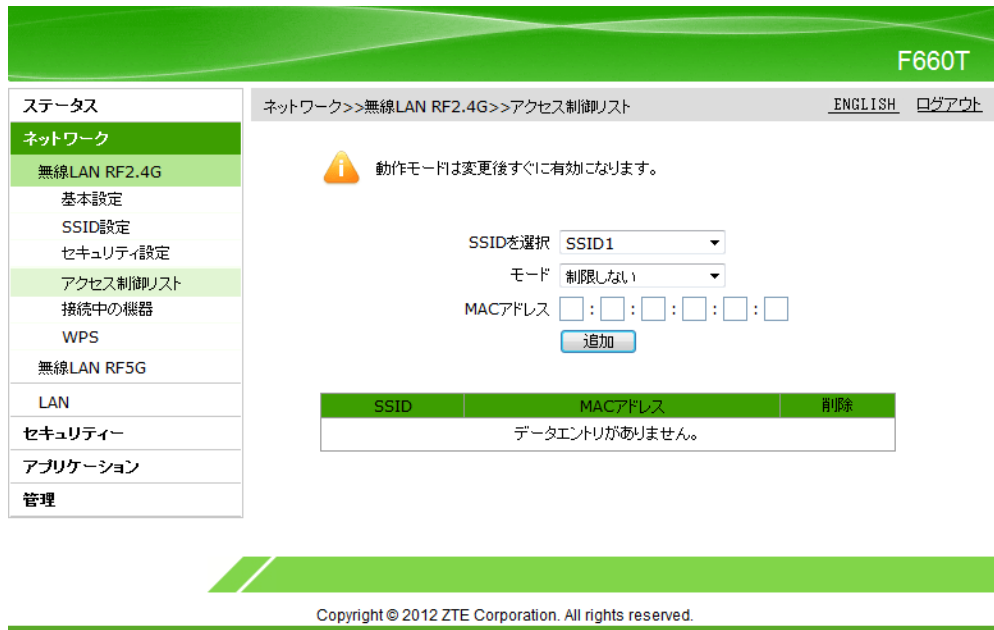 F660T
ステータス
ネットワーク>>無線LAN RF2.4G>>アクセス制御リスト ENGLISH ログアウト
ネットワーク
無線LAN RF2.4G
基本設定
SSID設定
セキュリティ設定
アクセス制御リスト
接続中の機器
WPS
無線LAN RF5G
LAN
セキュリティー
アプリケーション
管理
動作モードは変更後すぐに有効になります。
SSIDを選択 SSID1
モード 制限しない
MACアドレス : : : : :
追加
SSID MACアドレス 削除
データエントリがありません。
Copyright © 2012 ZTE Corporation. All rights reserved.